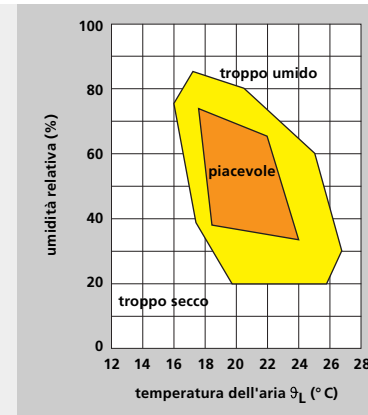 100
80
60
40
20
0
umidità relativa (%)
troppo umido
piacevole
troppo secco
12 14 16 18 20 22 24 26 28
temperatura dell'aria ϑL (°C)